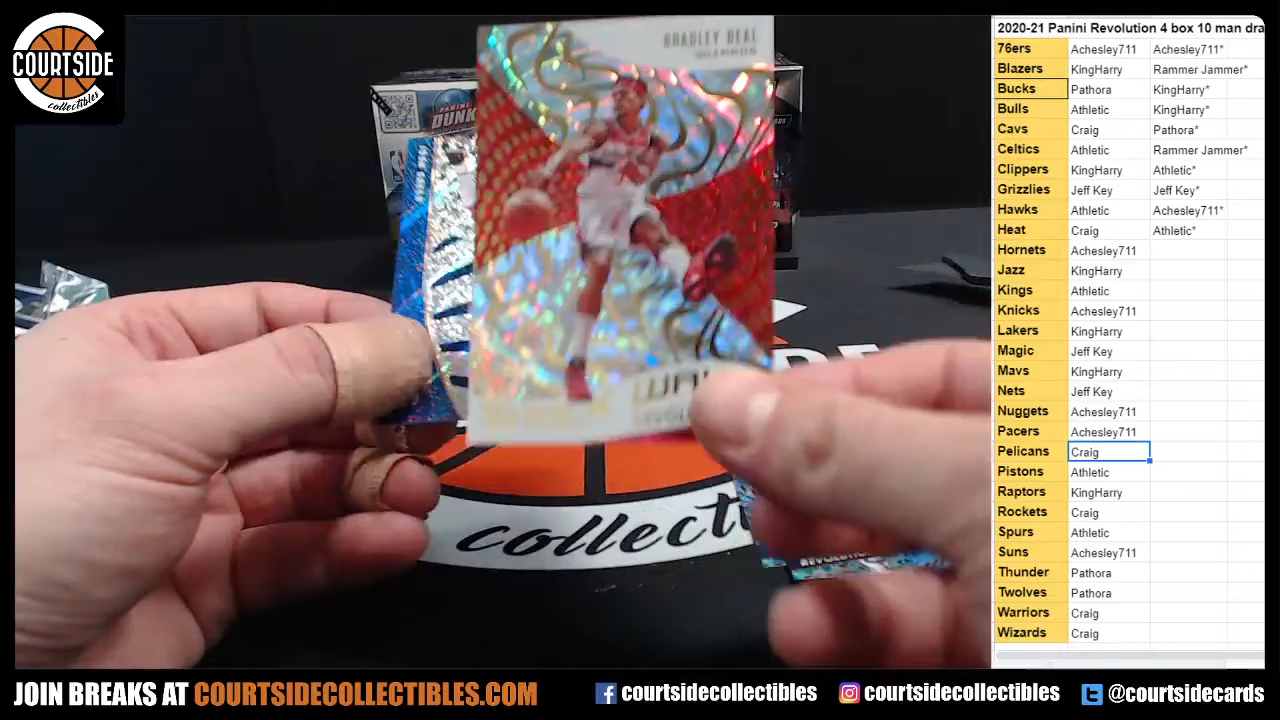 COURTSIDE
collectibles
BRADLEY BEAL
WIZARDS
PANINI
DUNK
collecti
2020-21 Panini Revolution 4 box 10 man dra
76ers Achesley711 Achesley711*
Blazers KingHarry Rammer Jammer*
Bucks Pathora KingHarry*
Bulls Athletic KingHarry*
Cavs Craig Pathora*
Celtics Athletic Rammer Jammer*
Clippers KingHarry Athletic*
Grizzlies Jeff Key Jeff Key*
Hawks Athletic Achesley711*
Heat Craig Athletic*
Hornets Achesley711
Jazz KingHarry
Kings Athletic
Knicks Achesley711
Lakers KingHarry
Magic Jeff Key
Mavs KingHarry
Nets Jeff Key
Nuggets Achesley711
Pacers Achesley711
Pelicans Craig
Pistons Athletic
Raptors KingHarry
Rockets Craig
Spurs Athletic
Suns Achesley711
Thunder Pathora
Twolves Pathora
Warriors Craig
Wizards Craig
JOIN BREAKS AT COURTSIDECOLLECTIBLES.COM
courtsidecollectibles
courtsidecollectibles
@courtsidecards